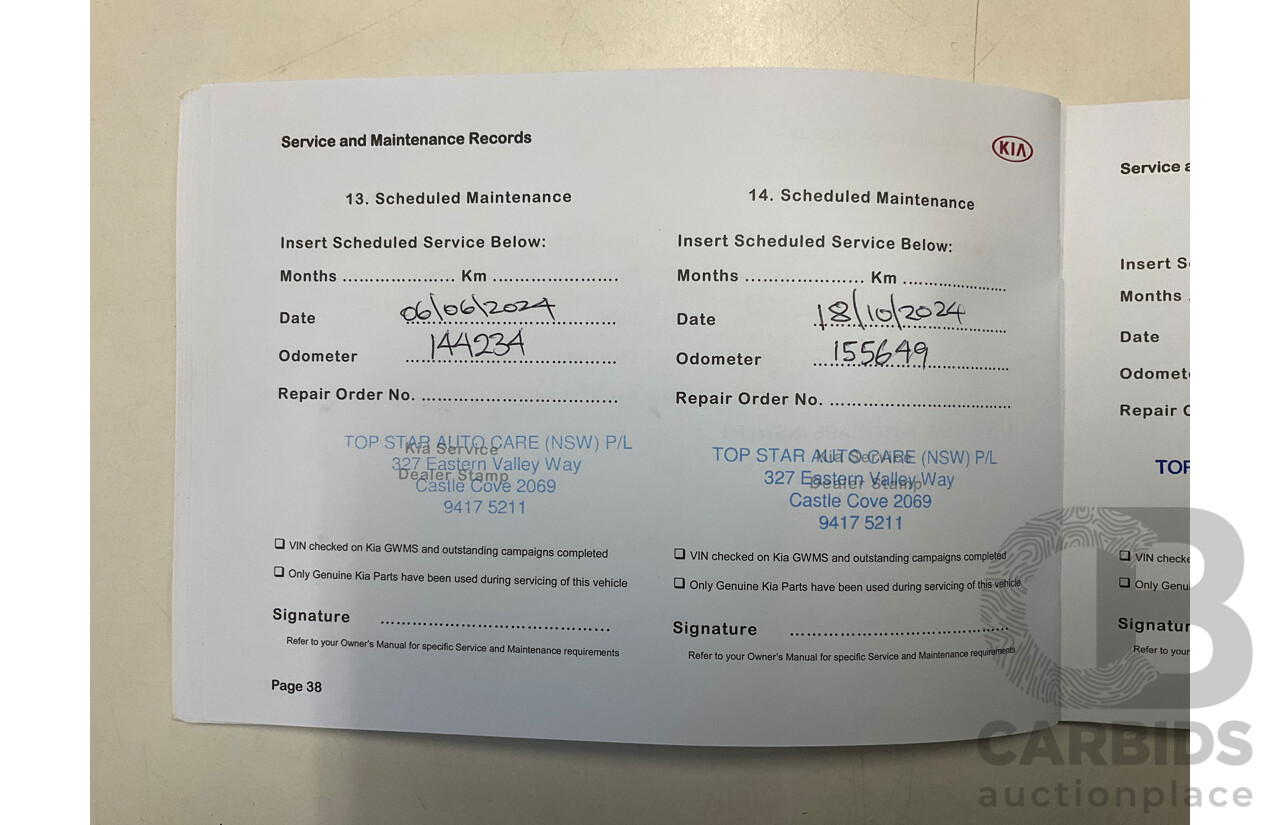 Service and Maintenance Records
KIA
13. Scheduled Maintenance
Insert Scheduled Service Below:
Months .................... Km ......................
Date 06/06/2024
Odometer 144234
Repair Order No. ...................................
TOP STAR AUTO CARE (NSW) P/L
Kia Service
327 Eastern Valley Way
Dealer Stamp
Castle Cove 2069
9417 5211
❑ VIN checked on Kia GWMS and outstanding campaigns completed
❑ Only Genuine Kia Parts have been used during servicing of this vehicle
Signature ........................................
Refer to your Owner's Manual for specific Service and Maintenance requirements
Page 38
14. Scheduled Maintenance
Insert Scheduled Service Below:
Months ..................... Km ...................
Date 18/10/2024
Odometer 155649
Repair Order No. ................................
TOP STAR AUTO CARE (NSW) P/L
Kia Service
327 Eastern Valley Way
Dealer Stamp
Castle Cove 2069
9417 5211
❑ VIN checked on Kia GWMS and outstanding campaigns completed
❑ Only Genuine Kia Parts have been used during servicing of this vehicle
Signature ........................................
Refer to your Owner's Manual for specific Service and Maintenance requirements
Service
Insert
Months
Date
❑ VIN
❑ Only
Refer to your
CARBIDS
auctionplace